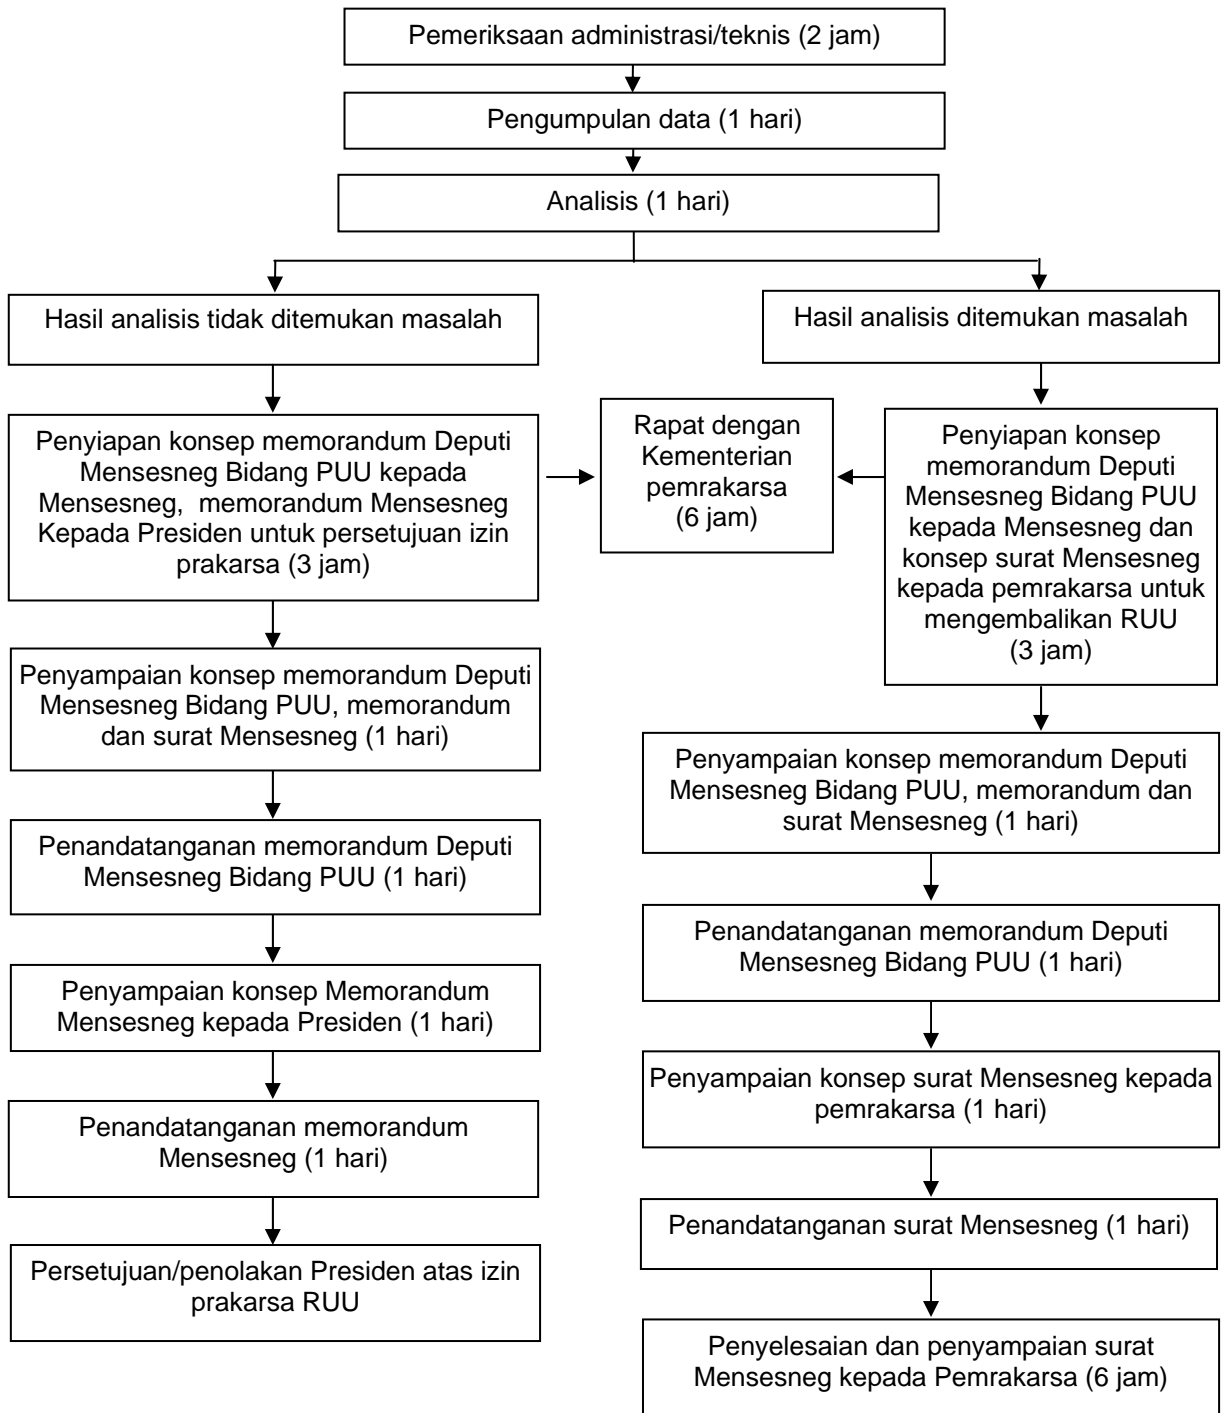 Pemeriksaan administrasi/teknis (2 jam)
Pengumpulan data (1 hari)
Analisis (1 hari)
Hasil analisis tidak ditemukan masalah
Hasil analisis ditemukan masalah
Penyiapan konsep memorandum Deputi
Mensesneg Bidang PUU kepada
Mensesneg, memorandum Mensesneg
Kepada Presiden untuk persetujuan izin
prakarsa (3 jam)
Rapat dengan
Kementerian
pemrakarsa
(6 jam)
Penyiapan konsep
memorandum Deputi
Mensesneg Bidang PUU
kepada Mensesneg dan
konsep surat Mensesneg
kepada pemrakarsa untuk
mengembalikan RUU
(3 jam)
Penyampaian konsep memorandum Deputi
Mensesneg Bidang PUU, memorandum
dan surat Mensesneg (1 hari)
Penyampaian konsep memorandum Deputi
Mensesneg Bidang PUU, memorandum dan
surat Mensesneg (1 hari)
Penandatanganan memorandum Deputi
Mensesneg Bidang PUU (1 hari)
Penandatanganan memorandum Deputi
Mensesneg Bidang PUU (1 hari)
Penyampaian konsep Memorandum
Mensesneg kepada Presiden (1 hari)
Penyampaian konsep surat Mensesneg kepada
pemrakarsa (1 hari)
Penandatanganan memorandum
Mensesneg (1 hari)
Penandatanganan surat Mensesneg (1 hari)
Persetujuan/penolakan Presiden atas izin
prakarsa RUU
Penyelesaian dan penyampaian surat
Mensesneg kepada Pemrakarsa (6 jam)